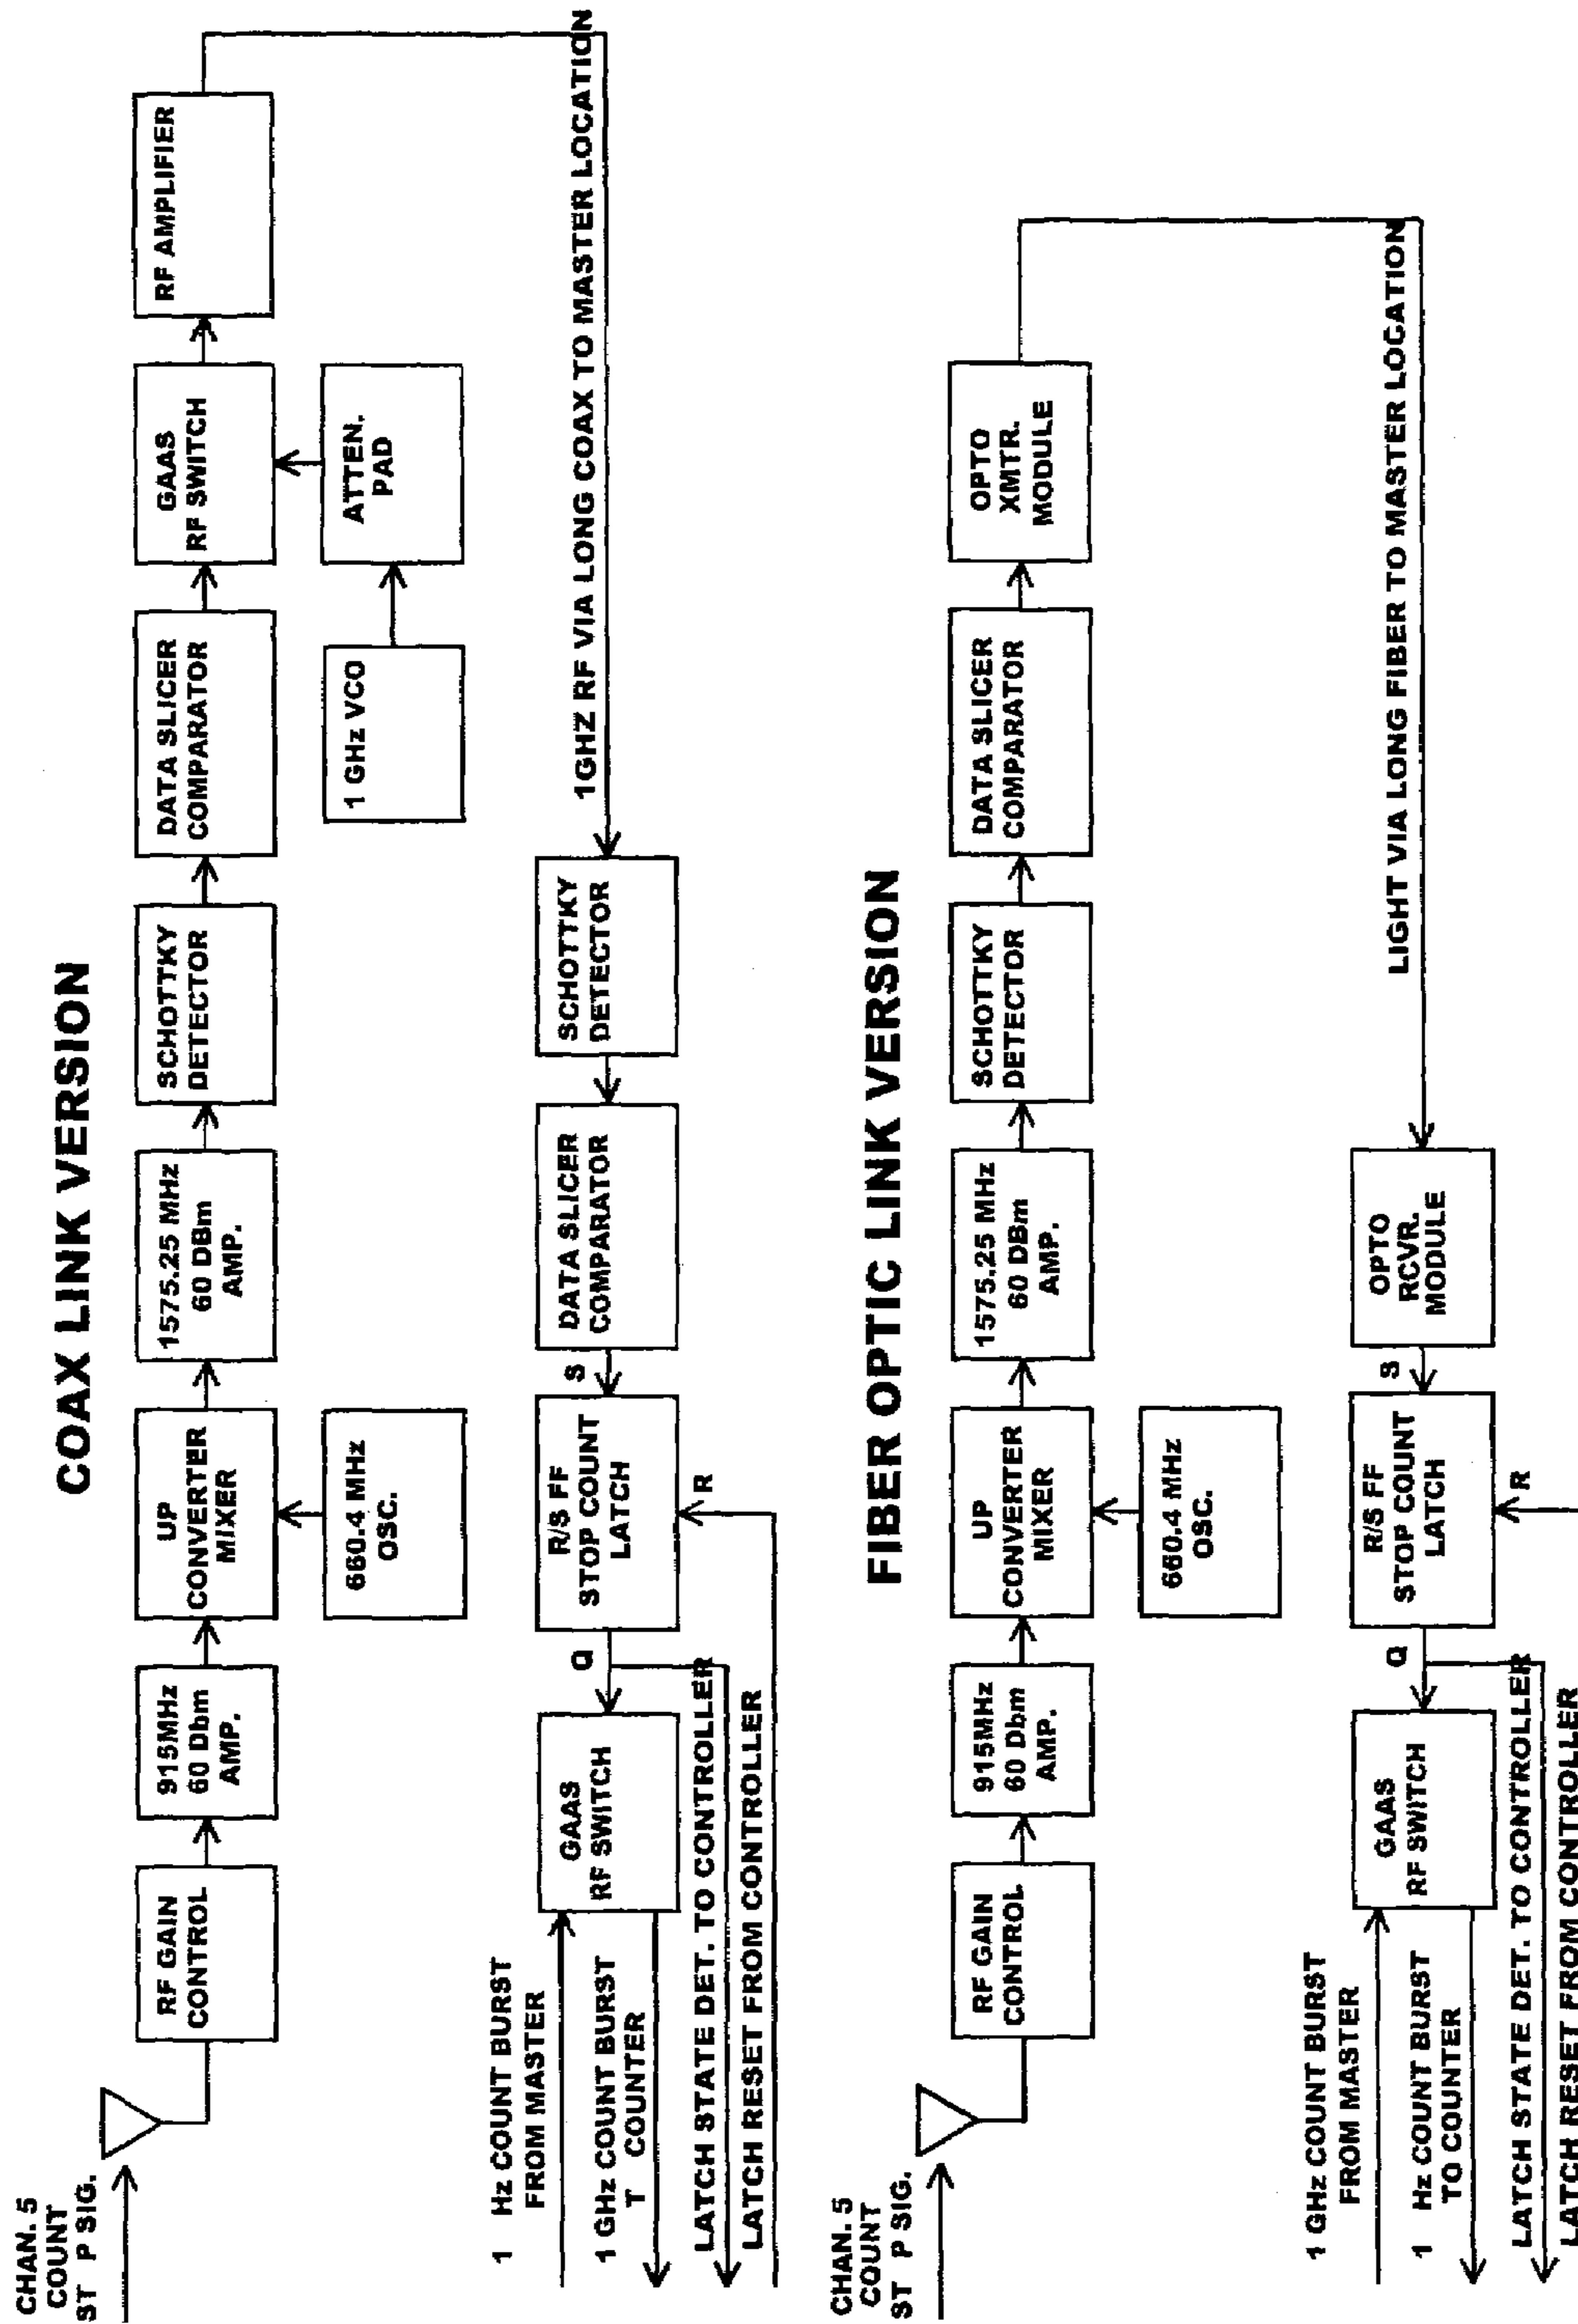 COAX LINK VERSION
CHAN. 5
COUNT
ST P SIG.
RF GAIN
CONTROL
915MHz
60 Dbm
AMP.
UP
CONVERTER
MIXER
660.4 MHz
OSC.
1575.25 MHz
60 DBm
AMP.
SCHOTTKY
DETECTOR
DATA SLICER
COMPARATOR
1 GHz VCO
GAAS
RF SWITCH
ATTEN.
PAD
RF AMPLIFIER
1GHZ RF VIA LONG COAX TO MASTER LOCATION
SCHOTTKY
DETECTOR
DATA SLICER
COMPARATOR
S
R/S FF
STOP COUNT
LATCH
R
Q
GAAS
RF SWITCH
1 Hz COUNT BURST
FROM MASTER
1 GHz COUNT BURST
T COUNTER
LATCH STATE DET. TO CONTROLLER
LATCH RESET FROM CONTROLLER
FIBER OPTIC LINK VERSION
CHAN. 5
COUNT
ST P SIG.
RF GAIN
CONTROL
915MHz
60 Dbm
AMP.
UP
CONVERTER
MIXER
660.4 MHz
OSC.
1575.25 MHz
60 DBm
AMP.
SCHOTTKY
DETECTOR
DATA SLICER
COMPARATOR
OPTO
XMTR.
MODULE
LIGHT VIA LONG FIBER TO MASTER LOCATION
OPTO
RCVR.
MODULE
S
R/S FF
STOP COUNT
LATCH
R
Q
GAAS
RF SWITCH
1 GHz COUNT BURST
FROM MASTER
1 Hz COUNT BURST
TO COUNTER
LATCH STATE DET. TO CONTROLLER
LATCH RESET FROM CONTROLLER